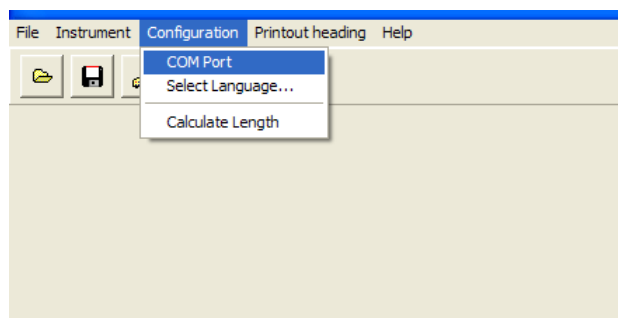 File Instrument Configuration Printout heading Help
COM Port
Select Language...
Calculate Length